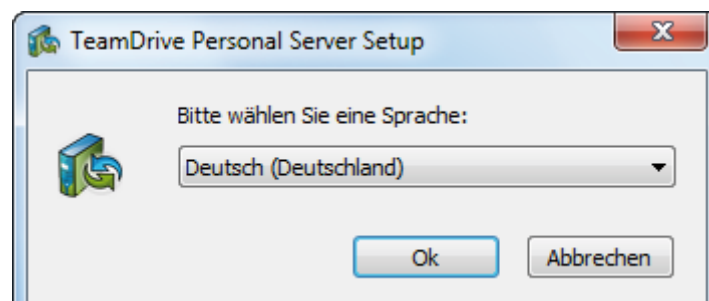 TeamDrive Personal Server Setup
Bitte wählen Sie eine Sprache:
Deutsch (Deutschland)
Ok Abbrechen